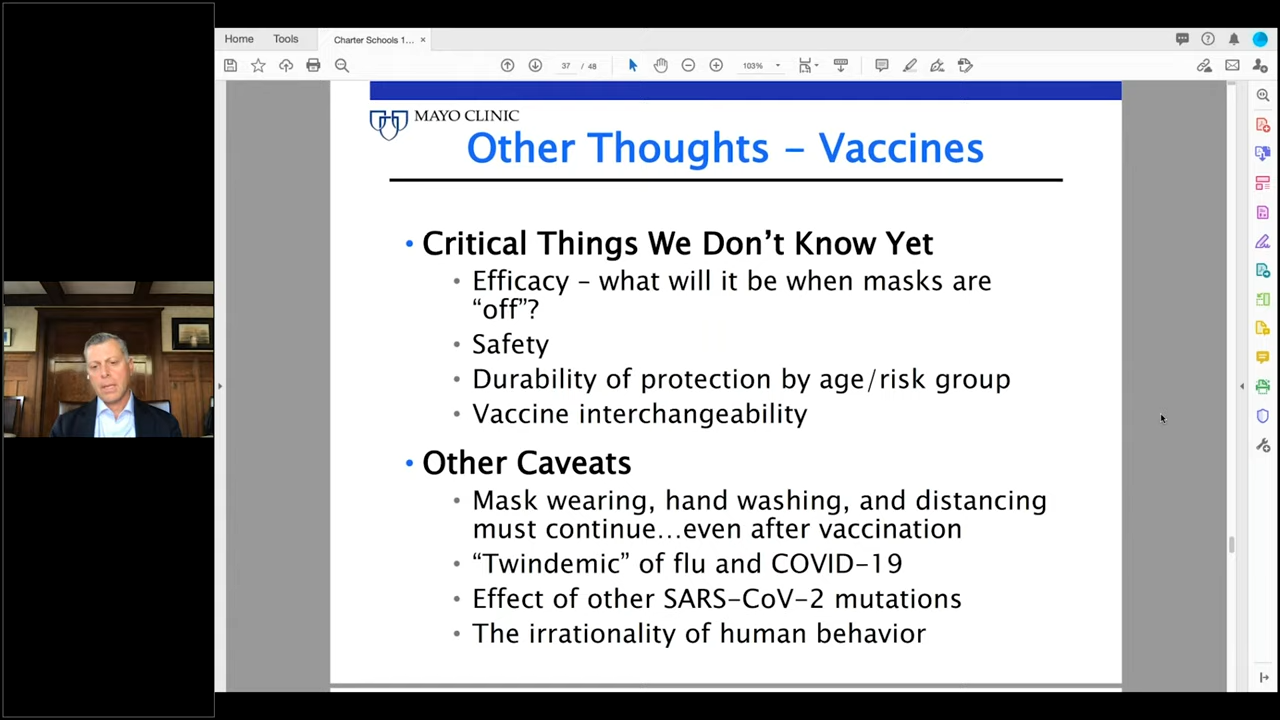 Home
Tools
Charter Schools 1...
37 / 48
103%
MAYO CLINIC
Other Thoughts – Vaccines
• Critical Things We Don’t Know Yet
• Efficacy – what will it be when masks are
“off”?
• Safety
• Durability of protection by age/risk group
• Vaccine interchangeability
• Other Caveats
• Mask wearing, hand washing, and distancing
must continue…even after vaccination
• “Twindemic” of flu and COVID-19
• Effect of other SARS-CoV-2 mutations
• The irrationality of human behavior